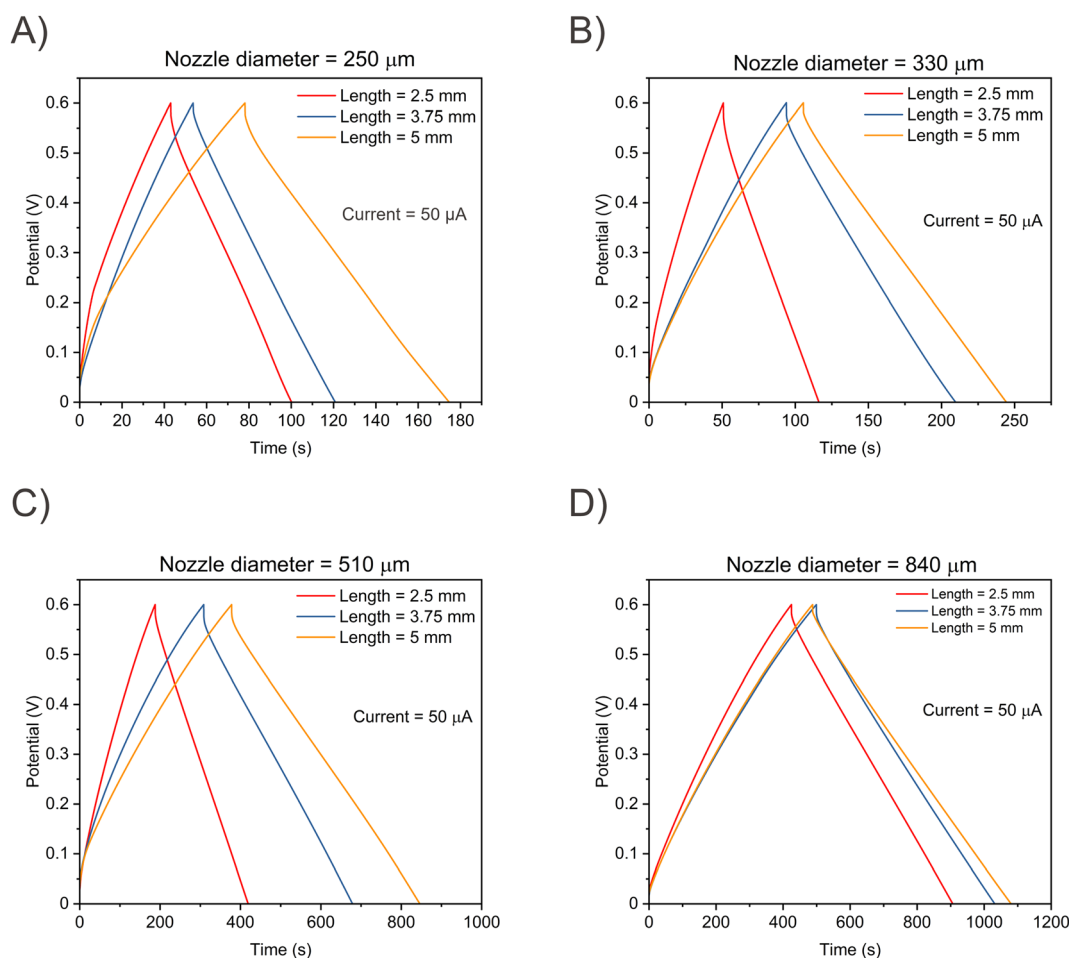 A)
Nozzle diameter = 250 μm
Length = 2.5 mm
Length = 3.75 mm
Length = 5 mm
Current = 50 μA
Potential (V)
0.6
0.5
0.4
0.3
0.2
0.1
0
0 20 40 60 80 100 120 140 160 180
Time (s)
B)
Nozzle diameter = 330 μm
Length = 2.5 mm
Length = 3.75 mm
Length = 5 mm
Current = 50 μA
Potential (V)
0.6
0.5
0.4
0.3
0.2
0.1
0
0 50 100 150 200 250
Time (s)
C)
Nozzle diameter = 510 μm
Length = 2.5 mm
Length = 3.75 mm
Length = 5 mm
Current = 50 μA
Potential (V)
0.6
0.5
0.4
0.3
0.2
0.1
0
0 200 400 600 800 1000
Time (s)
D)
Nozzle diameter = 840 μm
Length = 2.5 mm
Length = 3.75 mm
Length = 5 mm
Current = 50 μA
Potential (V)
0.6
0.5
0.4
0.3
0.2
0.1
0
0 200 400 600 800 1000 1200
Time (s)